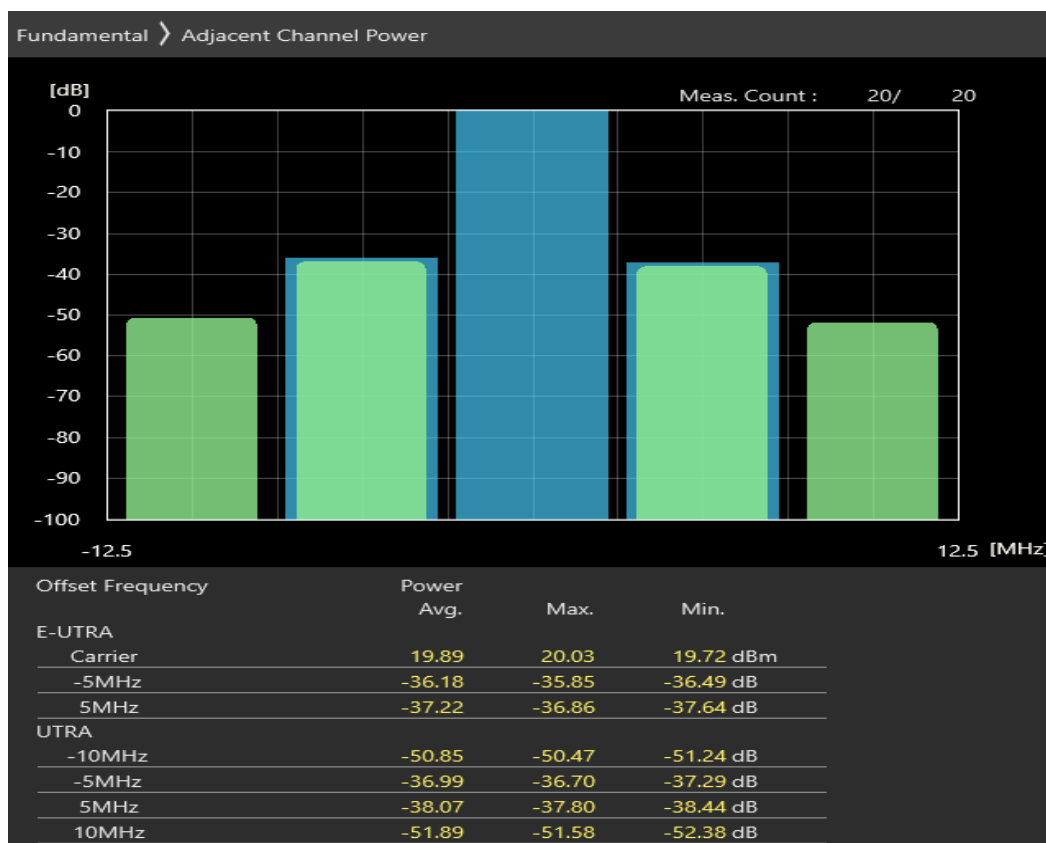 Fundamental 〉 Adjacent Channel Power
[dB]
Meas. Count : 20/ 20
0
-10
-20
-30
-40
-50
-60
-70
-80
-90
-100
-12.5 12.5 [MHz]
Offset Frequency Power
Avg. Max. Min.
E-UTRA
Carrier 19.89 20.03 19.72 dBm
-5MHz -36.18 -35.85 -36.49 dB
5MHz -37.22 -36.86 -37.64 dB
UTRA
-10MHz -50.85 -50.47 -51.24 dB
-5MHz -36.99 -36.70 -37.29 dB
5MHz -38.07 -37.80 -38.44 dB
10MHz -51.89 -51.58 -52.38 dB